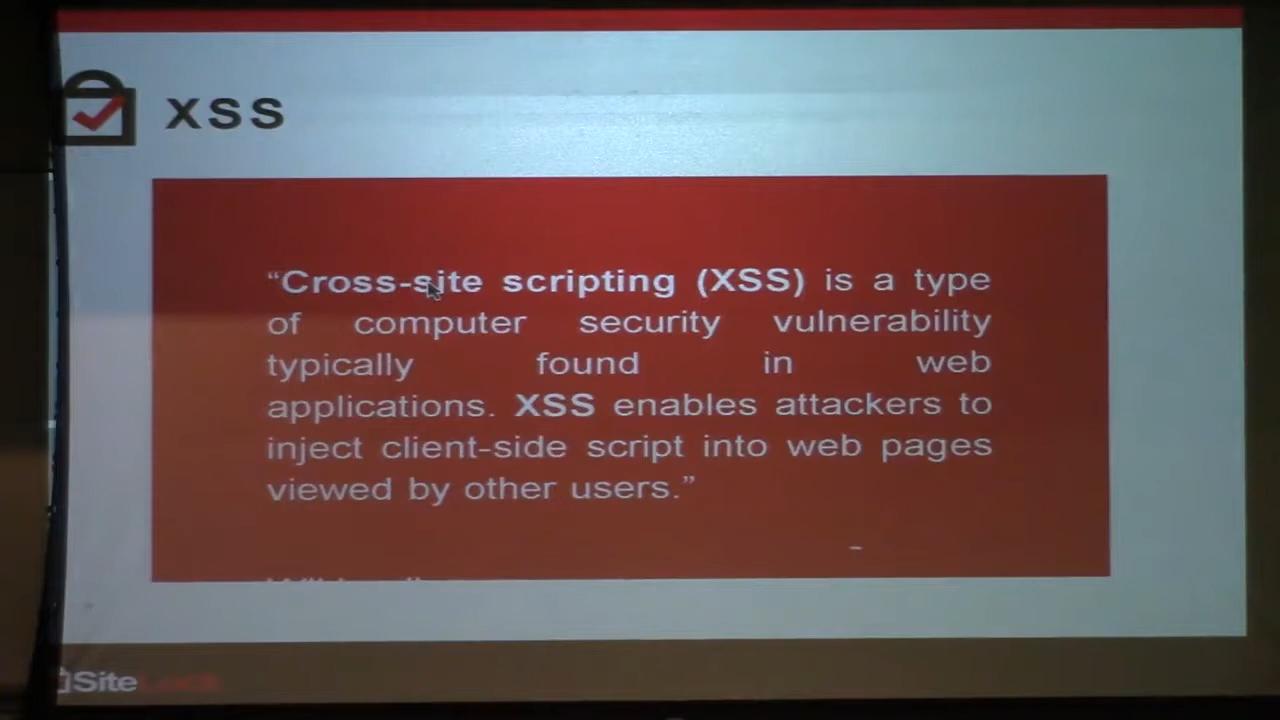 XSS
“Cross-site scripting (XSS) is a type
of computer security vulnerability
typically found in web
applications. XSS enables attackers to
inject client-side script into web pages
viewed by other users.”
-
SiteLock